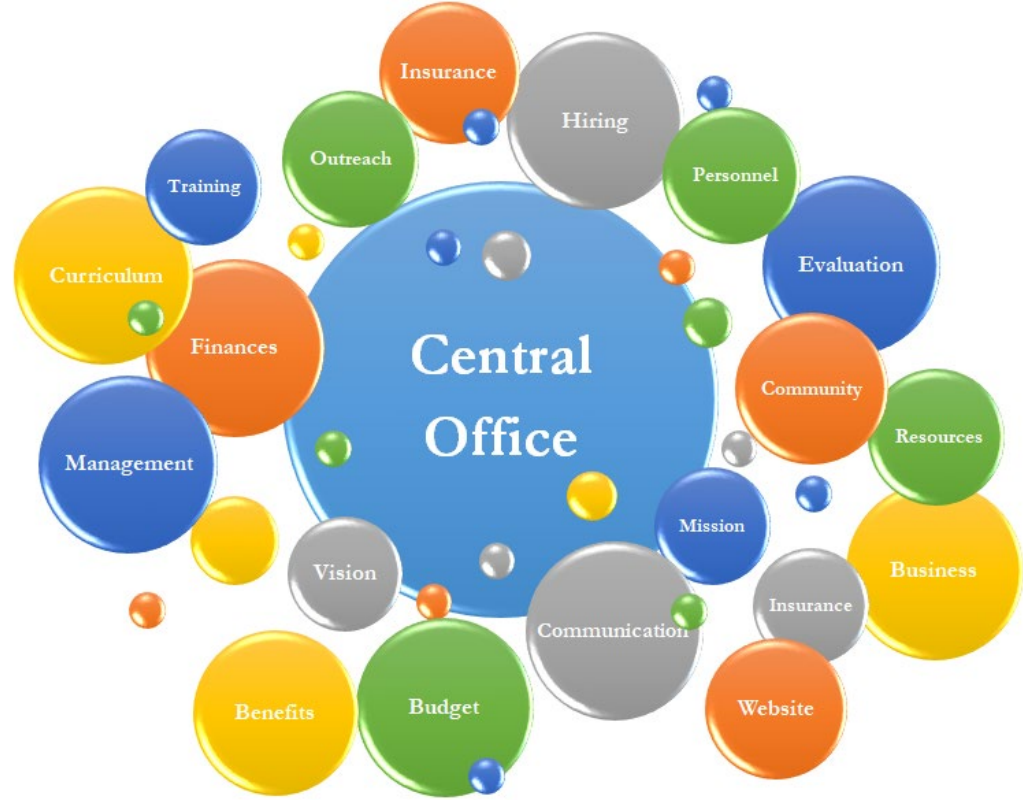 Insurance
Hiring
Outreach
Personnel
Training
Evaluation
Curriculum
Finances
Central
Office
Community
Resources
Management
Mission
Vision
Business
Insurance
Communication
Benefits
Budget
Website